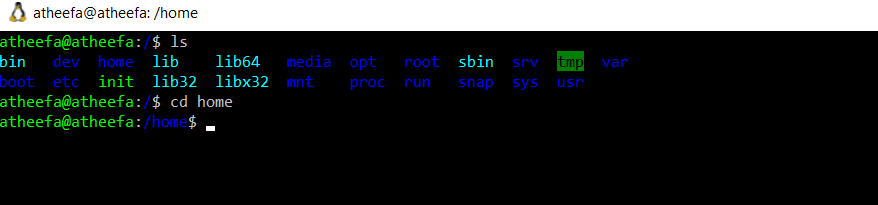 atheefa@atheefa: /home
atheefa@atheefa:/$ ls
bin dev home lib lib64 media opt root sbin srv tmp var
boot etc init lib32 libx32 mnt proc run snap sys usr
atheefa@atheefa:/$ cd home
atheefa@atheefa:/home$